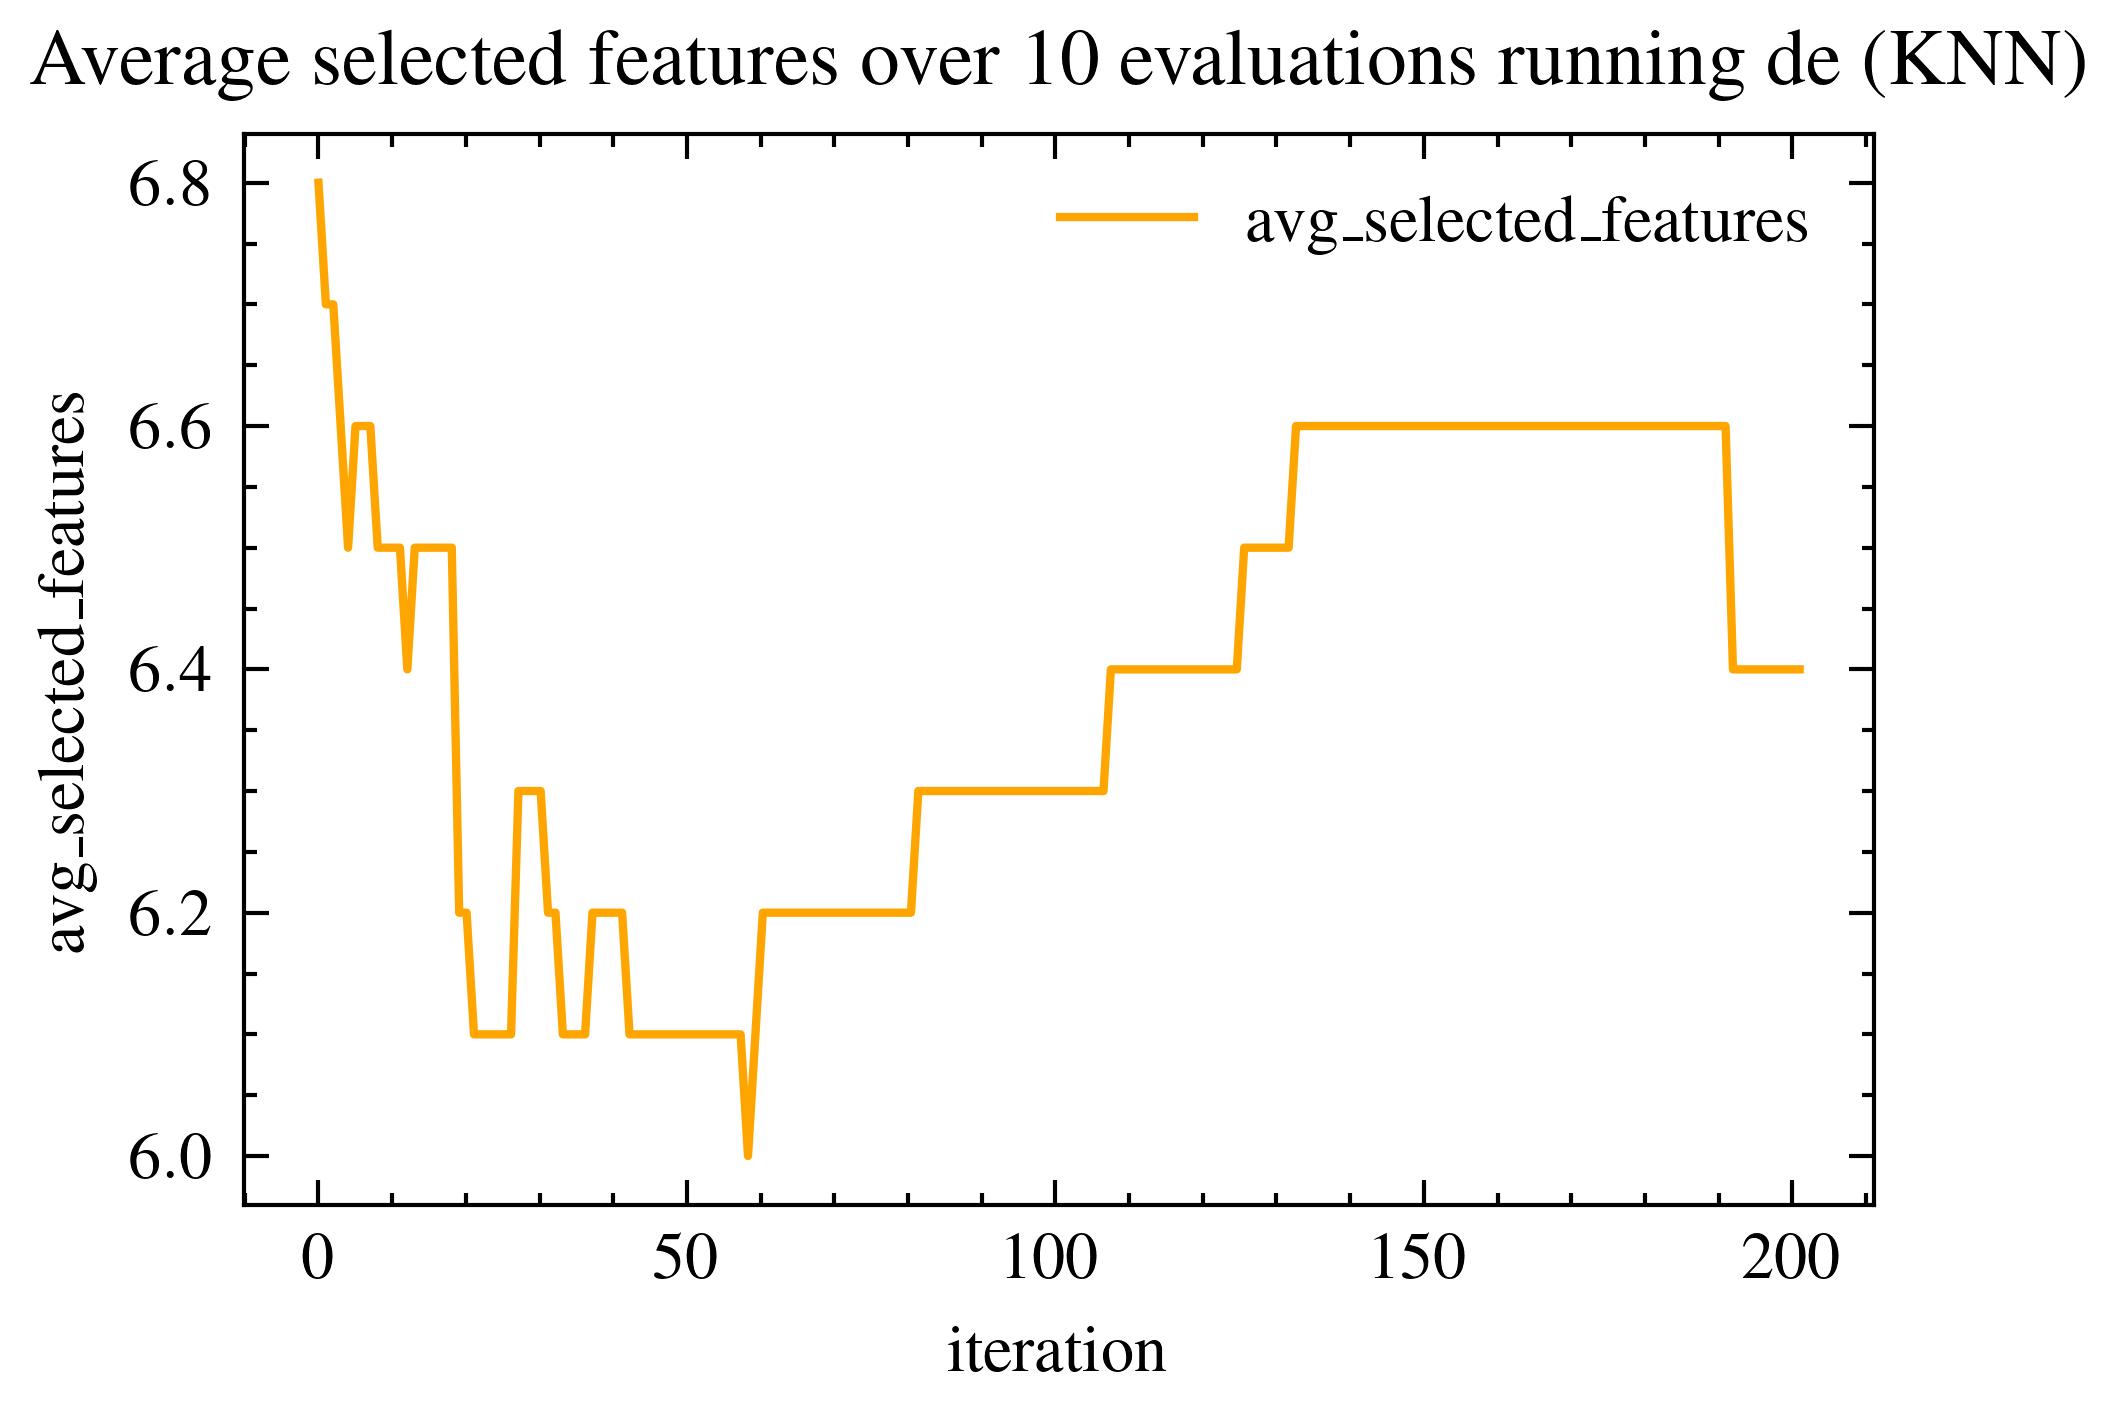 Average selected features over 10 evaluations running de (KNN)
avg_selected_features
6.8
6.6
6.4
6.2
6.0
avg_selected_features
0 50 100 150 200
iteration